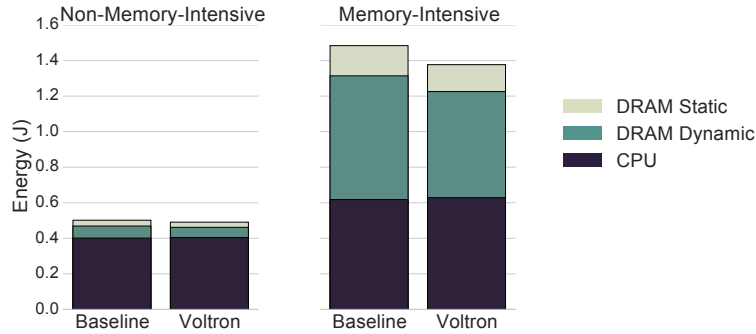 Non-Memory-Intensive
Memory-Intensive
Energy (J)
1.6
1.4
1.2
1.0
0.8
0.6
0.4
0.2
0.0
Baseline
Voltron
Baseline
Voltron
DRAM Static
DRAM Dynamic
CPU